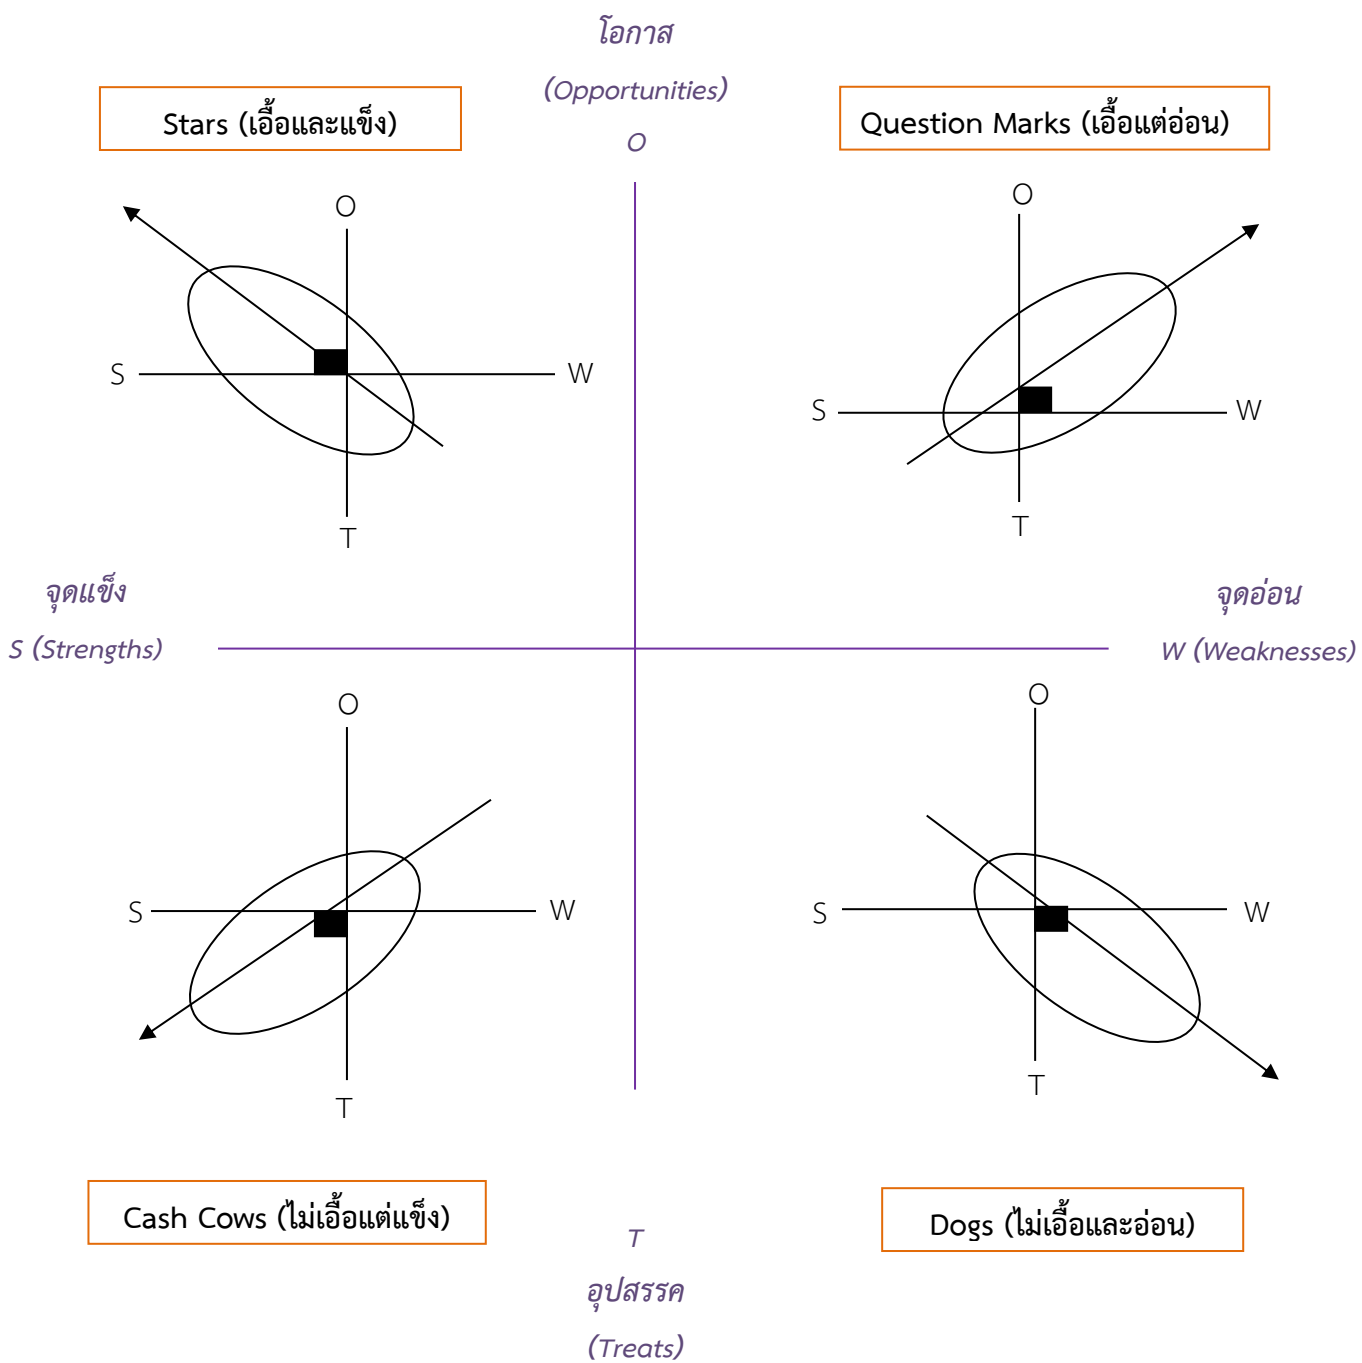 โอกาส
(Opportunities)
O
Stars (เอื้อและแข็ง)
Question Marks (เอื้อแต่อ่อน)
O
S
W
T
O
S
W
T
จุดแข็ง
S (Strengths)
จุดอ่อน
W (Weaknesses)
O
S
W
T
O
S
W
T
Cash Cows (ไม่เอื้อแต่แข็ง)
Dogs (ไม่เอื้อและอ่อน)
T
อุปสรรค
(Treats)